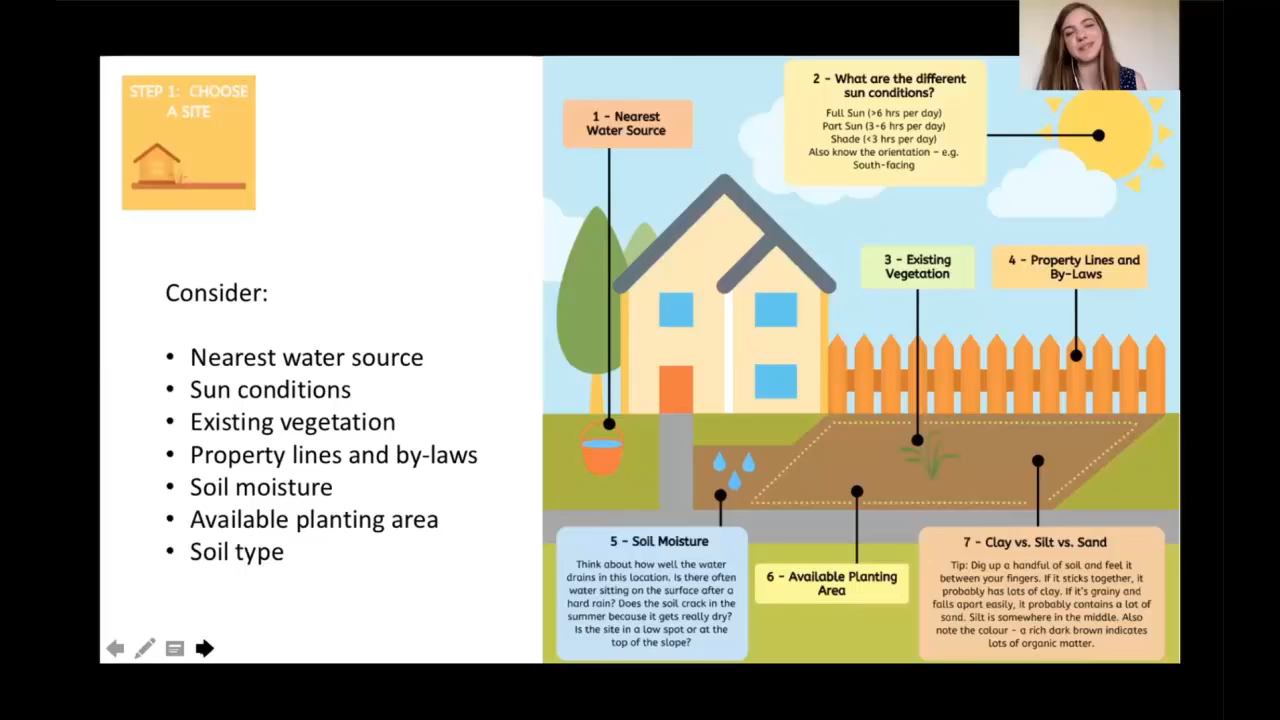 STEP 1: CHOOSE
A SITE
Consider:
• Nearest water source
• Sun conditions
• Existing vegetation
• Property lines and by-laws
• Soil moisture
• Available planting area
• Soil type
1 - Nearest
Water Source
2 - What are the different
sun conditions?
Full Sun (>6 hrs per day)
Part Sun (3-6 hrs per day)
Shade (<3 hrs per day)
Also know the orientation - e.g.
South-facing
3 - Existing
Vegetation
4 - Property Lines and
By-Laws
5 - Soil Moisture
Think about how well the water
drains in this location. Is there often
water sitting on the surface after a
hard rain? Does the soil crack in the
summer because it gets really dry?
Is the site in a low spot or at the
top of the slope?
6 - Available Planting
Area
7 - Clay vs. Silt vs. Sand
Tip: Dig up a handful of soil and feel it
between your fingers. If it sticks together, it
probably has lots of clay. If it's grainy and
falls apart easily, it probably contains a lot of
sand. Silt is somewhere in the middle. Also
note the colour - a rich dark brown indicates
lots of organic matter.